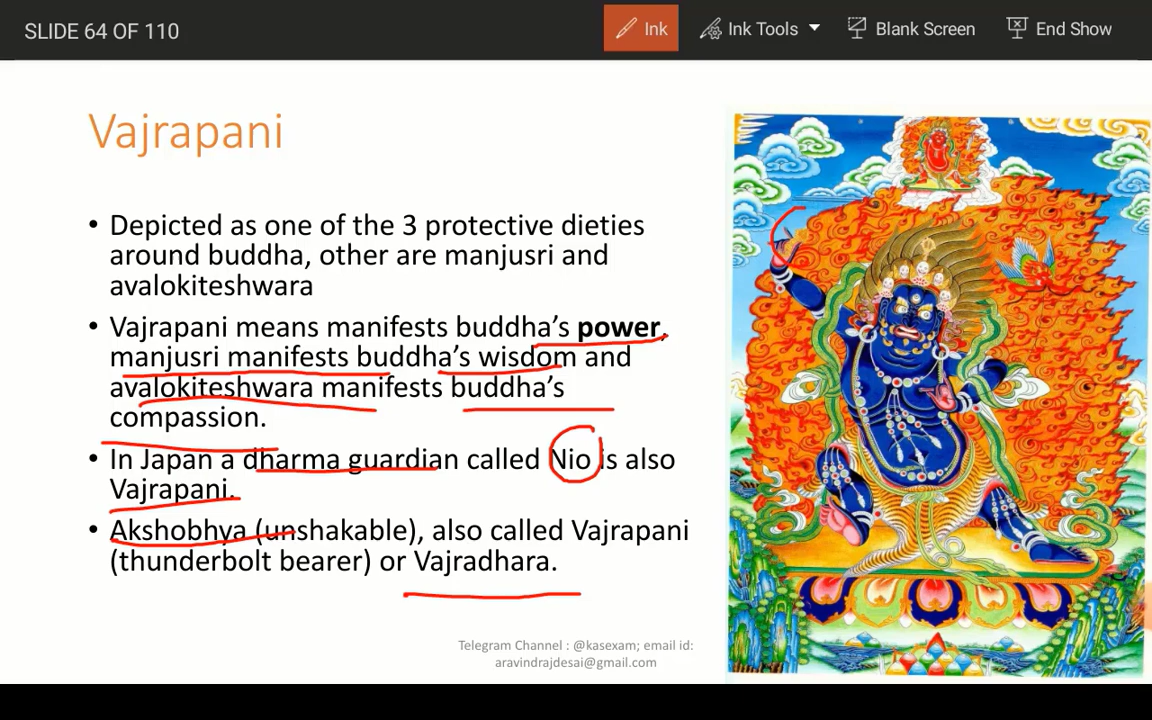 SLIDE 64 OF 110
Ink
Ink Tools
Blank Screen
End Show
Vajrapani
• Depicted as one of the 3 protective dieties
around buddha, other are manjusri and
avalokiteshwara
• Vajrapani means manifests buddha's power,
manjusri manifests buddha's wisdom and
avalokiteshwara manifests buddha's
compassion.
• In Japan a dharma guardian called Nio is also
Vajrapani.
• Akshobhya (unshakable), also called Vajrapani
(thunderbolt bearer) or Vajradhara.
Telegram Channel : @kasexam; email id:
aravindrajdesai@gmail.com